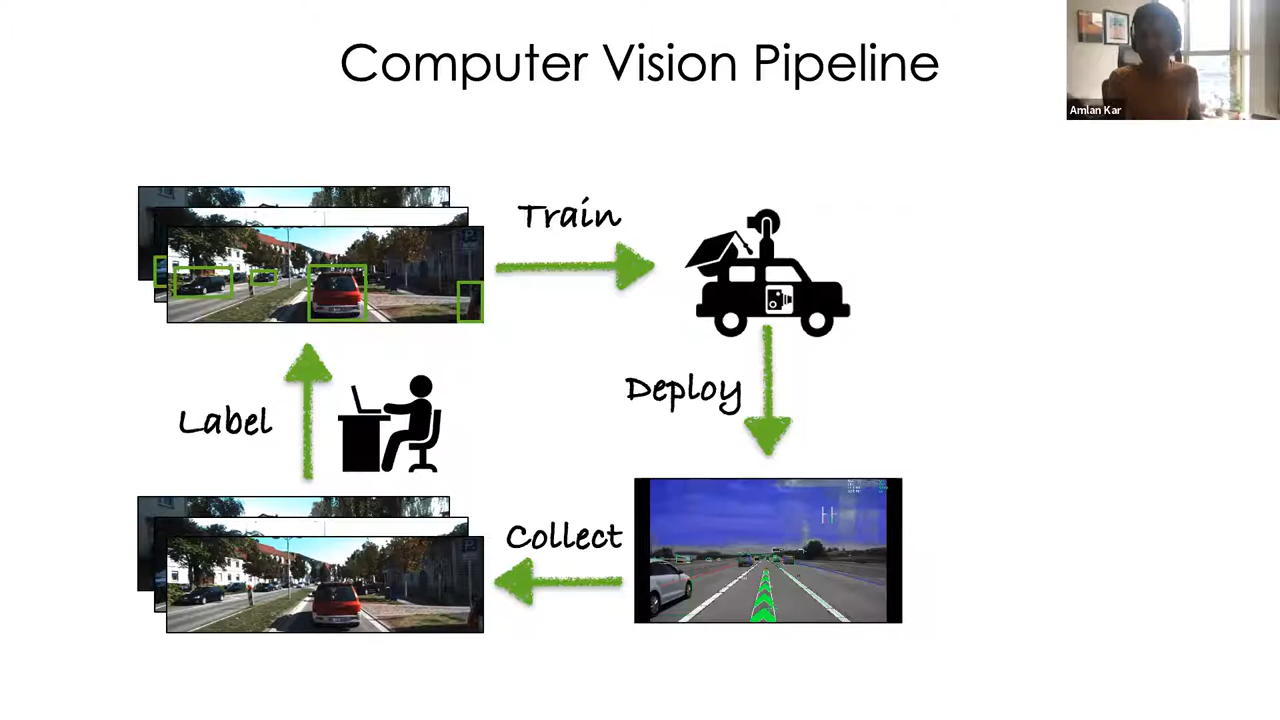 Computer Vision Pipeline
Amlan Kar
Train
Deploy
Label
Collect